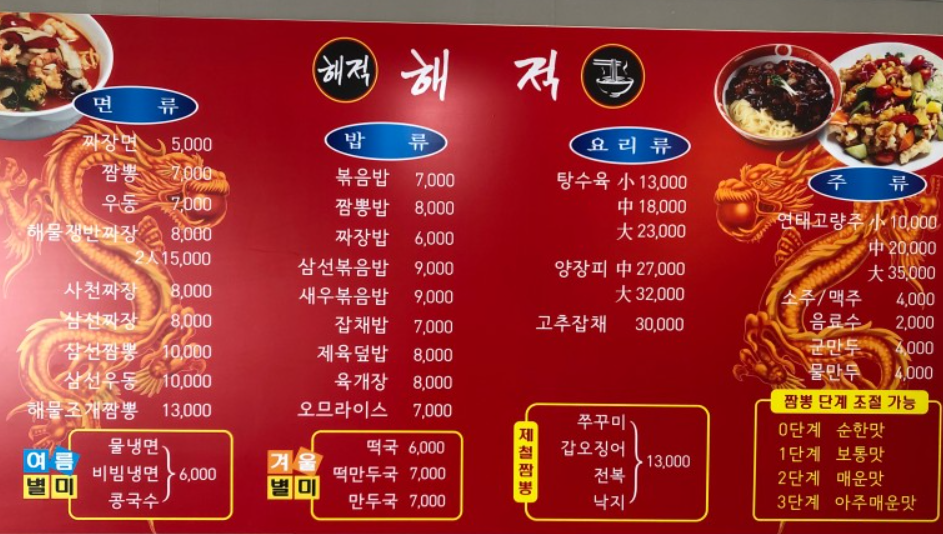 해적
해 적
면 류
짜장면 5,000
짬뽕 7,000
우동 7,000
해물쟁반짜장 8,000
2人 15,000
사천짜장 8,000
삼선짜장 8,000
삼선짬뽕 10,000
삼선우동 10,000
해물조개짬뽕 13,000
여름
별미
물냉면
비빔냉면 6,000
콩국수
밥 류
볶음밥 7,000
짬뽕밥 8,000
짜장밥 6,000
삼선볶음밥 9,000
새우볶음밥 9,000
잡채밥 7,000
제육덮밥 8,000
육개장 8,000
오므라이스 7,000
겨울
별미
떡국 6,000
떡만두국 7,000
만두국 7,000
요리류
탕수육 小 13,000
中 18,000
大 23,000
양장피 中 27,000
大 32,000
고추잡채 30,000
제철짬뽕
쭈꾸미
갑오징어
전복
낙지
13,000
주 류
연태고량주 小 10,000
中 20,000
大 35,000
소주/맥주 4,000
음료수 2,000
군만두 4,000
물만두 4,000
짬뽕 단계 조절 가능
0단계 순한맛
1단계 보통맛
2단계 매운맛
3단계 아주매운맛